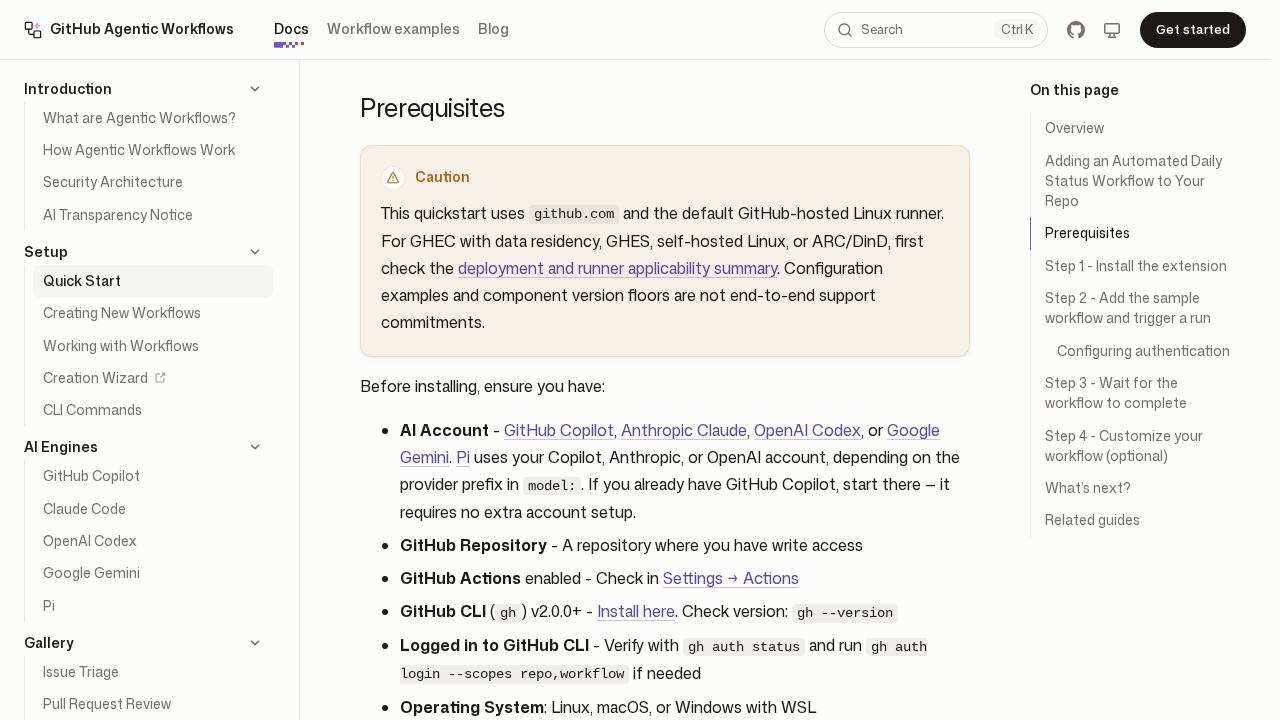 GitHub Agentic Workflows
Docs
Workflow examples
Blog
Search
Ctrl K
Get started
Introduction
What are Agentic Workflows?
How Agentic Workflows Work
Security Architecture
AI Transparency Notice
Setup
Quick Start
Creating New Workflows
Working with Workflows
Creation Wizard
CLI Commands
AI Engines
GitHub Copilot
Claude Code
OpenAI Codex
Google Gemini
Pi
Gallery
Issue Triage
Pull Request Review
Prerequisites
Caution
This quickstart uses github.com and the default GitHub-hosted Linux runner.
For GHEC with data residency, GHES, self-hosted Linux, or ARC/DinD, first
check the deployment and runner applicability summary. Configuration
examples and component version floors are not end-to-end support
commitments.
Before installing, ensure you have:
• AI Account - GitHub Copilot, Anthropic Claude, OpenAI Codex, or Google
Gemini. Pi uses your Copilot, Anthropic, or OpenAI account, depending on the
provider prefix in model:. If you already have GitHub Copilot, start there — it
requires no extra account setup.
• GitHub Repository - A repository where you have write access
• GitHub Actions enabled - Check in Settings → Actions
• GitHub CLI (gh) v2.0.0+ - Install here. Check version: gh --version
• Logged in to GitHub CLI - Verify with gh auth status and run gh auth
login --scopes repo,workflow if needed
• Operating System: Linux, macOS, or Windows with WSL
On this page
Overview
Adding an Automated Daily
Status Workflow to Your
Repo
Prerequisites
Step 1 - Install the extension
Step 2 - Add the sample
workflow and trigger a run
Configuring authentication
Step 3 - Wait for the
workflow to complete
Step 4 - Customize your
workflow (optional)
What's next?
Related guides